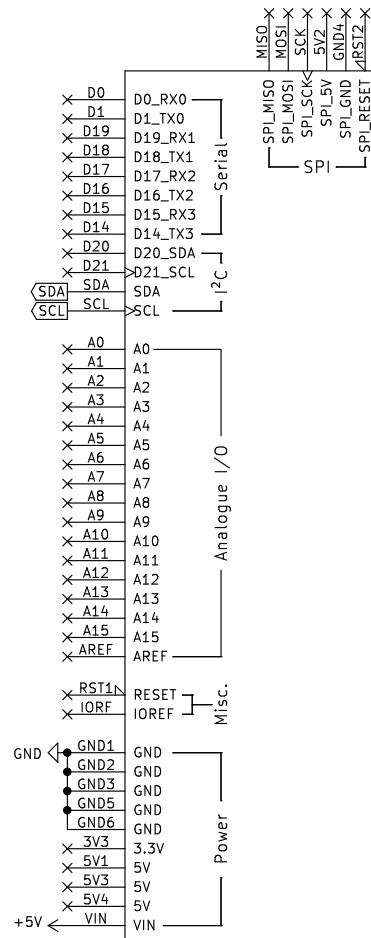 MISO MOSI SCK 5V2 GND4 RST2
SPI_MISO SPI_MOSI SPI_SCK SPI_5V SPI_GND SPI_RESET
SPI
D0 D0_RX0
D1 D1_TX0
D19 D19_RX1
D18 D18_TX1
D17 D17_RX2
D16 D16_TX2
D15 D15_RX3
D14 D14_TX3
Serial
D20 D20_SDA
D21 D21_SCL
SDA SDA SDA
SCL SCL SCL
I²C
A0 A0
A1 A1
A2 A2
A3 A3
A4 A4
A5 A5
A6 A6
A7 A7
A8 A8
A9 A9
A10 A10
A11 A11
A12 A12
A13 A13
A14 A14
A15 A15
AREF AREF
Analogue I/O
RST1 RESET
IORF IOREF
Misc.
GND GND1 GND
GND2 GND
GND3 GND
GND5 GND
GND6 GND
3V3 3.3V
5V1 5V
5V3 5V
5V4 5V
+5V VIN VIN
Power